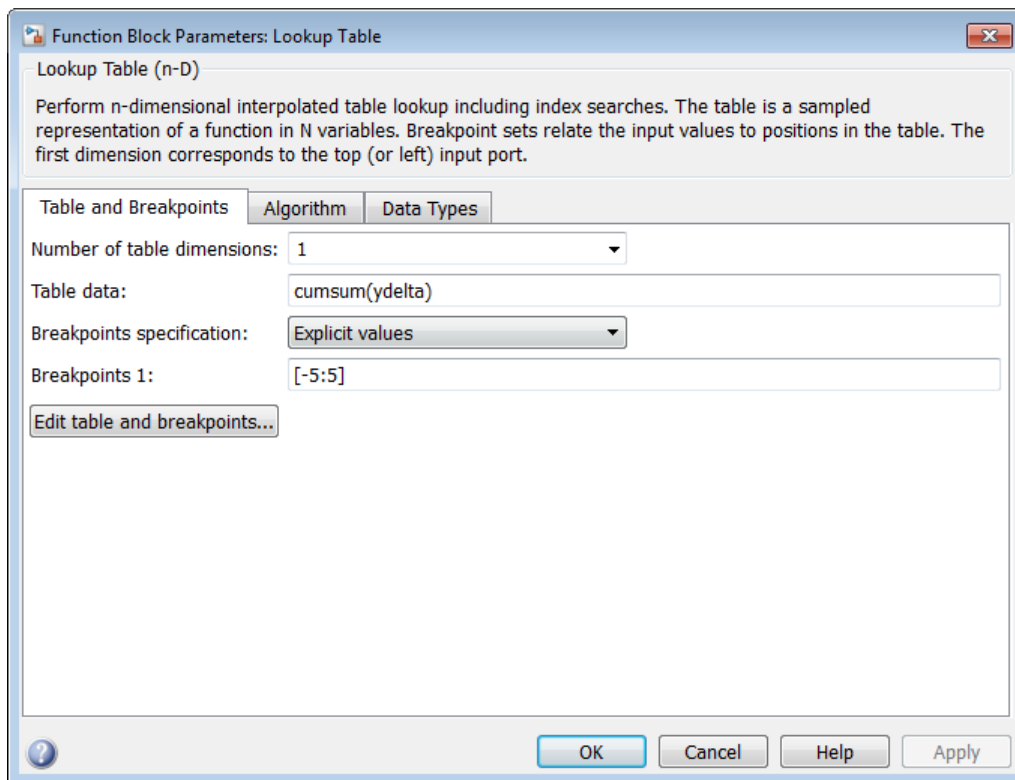 Function Block Parameters: Lookup Table
Lookup Table (n-D)
Perform n-dimensional interpolated table lookup including index searches. The table is a sampled
representation of a function in N variables. Breakpoint sets relate the input values to positions in the table. The
first dimension corresponds to the top (or left) input port.
Table and Breakpoints Algorithm Data Types
Number of table dimensions: 1
Table data: cumsum(ydelta)
Breakpoints specification: Explicit values
Breakpoints 1: [-5:5]
Edit table and breakpoints...
? OK Cancel Help Apply